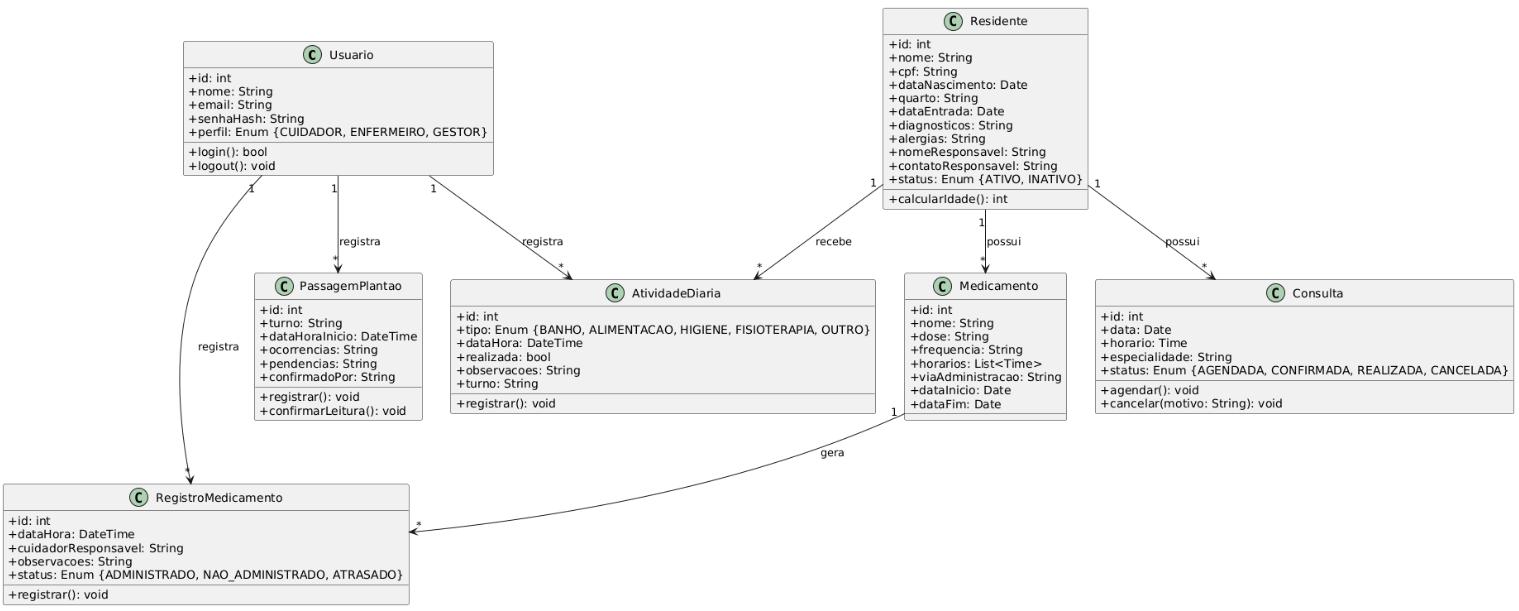 C Usuario
+id: int
+nome: String
+email: String
+senhaHash: String
+perfil: Enum {CUIDADOR, ENFERMEIRO, GESTOR}
+login(): bool
+logout(): void
C Residente
+id: int
+nome: String
+cpf: String
+dataNascimento: Date
+quarto: String
+dataEntrada: Date
+diagnosticos: String
+alergias: String
+nomeResponsavel: String
+contatoResponsavel: String
+status: Enum {ATIVO, INATIVO}
+calcularIdade(): int
1
1
1
1
1
1
registra
registra
recebe
possui
possui
*
*
*
*
*
C PassagemPlantao
+id: int
+turno: String
+dataHoraInicio: DateTime
+ocorrencias: String
+pendencias: String
+confirmadoPor: String
+registrar(): void
+confirmarLeitura(): void
C AtividadeDiaria
+id: int
+tipo: Enum {BANHO, ALIMENTACAO, HIGIENE, FISIOTERAPIA, OUTRO}
+dataHora: DateTime
+realizada: bool
+observacoes: String
+turno: String
+registrar(): void
C Medicamento
+id: int
+nome: String
+dose: String
+frequencia: String
+horarios: List<Time>
+viaAdministracao: String
+dataInicio: Date
+dataFim: Date
C Consulta
+id: int
+data: Date
+horario: Time
+especialidade: String
+status: Enum {AGENDADA, CONFIRMADA, REALIZADA, CANCELADA}
+agendar(): void
+cancelar(motivo: String): void
registra
1
gera
*
*
C RegistroMedicamento
+id: int
+dataHora: DateTime
+cuidadorResponsavel: String
+observacoes: String
+status: Enum {ADMINISTRADO, NAO_ADMINISTRADO, ATRASADO}
+registrar(): void